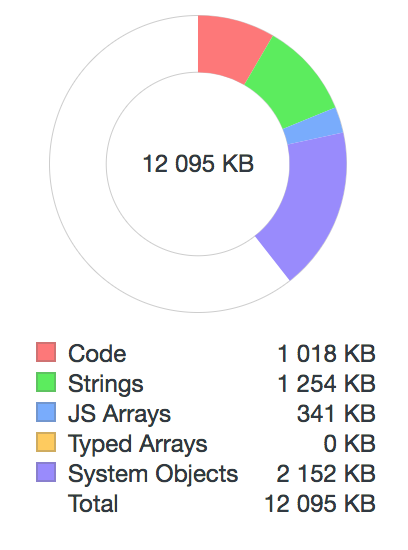 12 095 KB
Code 1 018 KB
Strings 1 254 KB
JS Arrays 341 KB
Typed Arrays 0 KB
System Objects 2 152 KB
Total 12 095 KB